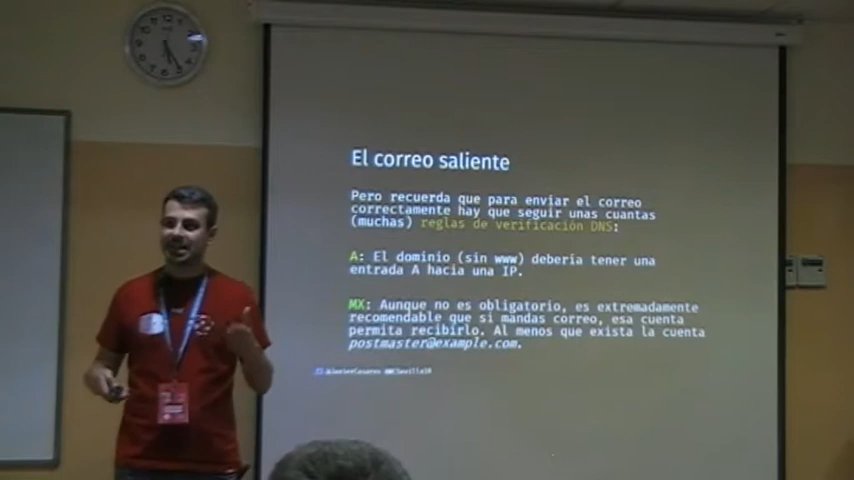 El correo saliente
Pero recuerda que para enviar el correo
correctamente hay que seguir unas cuantas
(muchas) reglas de verificación DNS:
A: El dominio (sin www) debería tener una
entrada A hacia una IP.
MX: Aunque no es obligatorio, es extremadamente
recomendable que si mandas correo, esa cuenta
permita recibirlo. Al menos que exista la cuenta
postmaster@example.com.
@JavierCasares #WCSevilla18